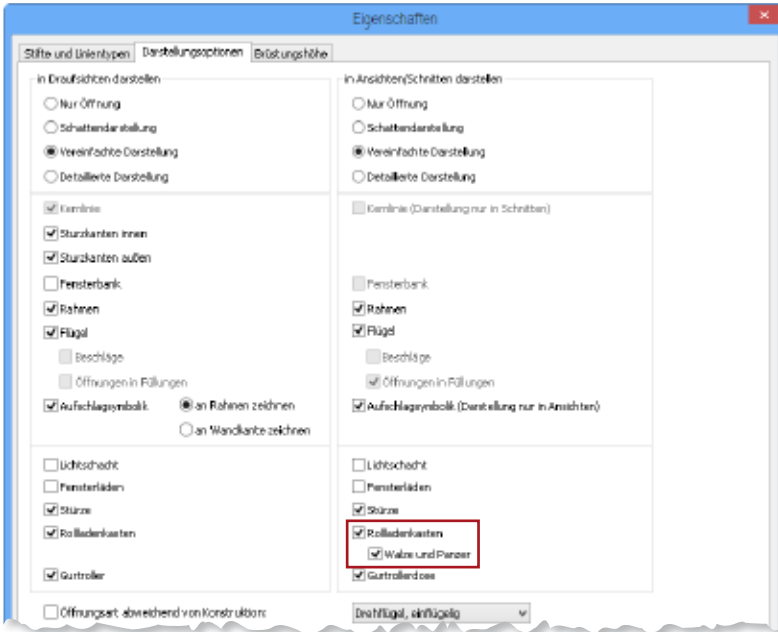 Eigenschaften
Stifte und Linientypen
Darstellungsoptionen
Brüstungshöhe
in Draufsichten darstellen
Nur Öffnung
Schattendarstellung
Vereinfachte Darstellung
Detaillierte Darstellung
Kernlinie
Sturzkanten innen
Sturzkanten außen
Fensterbank
Rahmen
Flügel
Beschläge
Öffnungen in Füllungen
Aufschlagsymbolik
an Rahmen zeichnen
an Wandkante zeichnen
Lichtschacht
Fensterläden
Stürze
Rollladenkasten
Gurtroller
in Ansichten/Schnitten darstellen
Nur Öffnung
Schattendarstellung
Vereinfachte Darstellung
Detaillierte Darstellung
Kernlinie (Darstellung nur in Schnitten)
Fensterbank
Rahmen
Flügel
Beschläge
Öffnungen in Füllungen
Aufschlagsymbolik (Darstellung nur in Ansichten)
Lichtschacht
Fensterläden
Stürze
Rollladenkasten
Walze und Panzer
Gurtrollerdose
Öffnungsart abweichend von Konstruktion:
Drehflügel, einflügelig